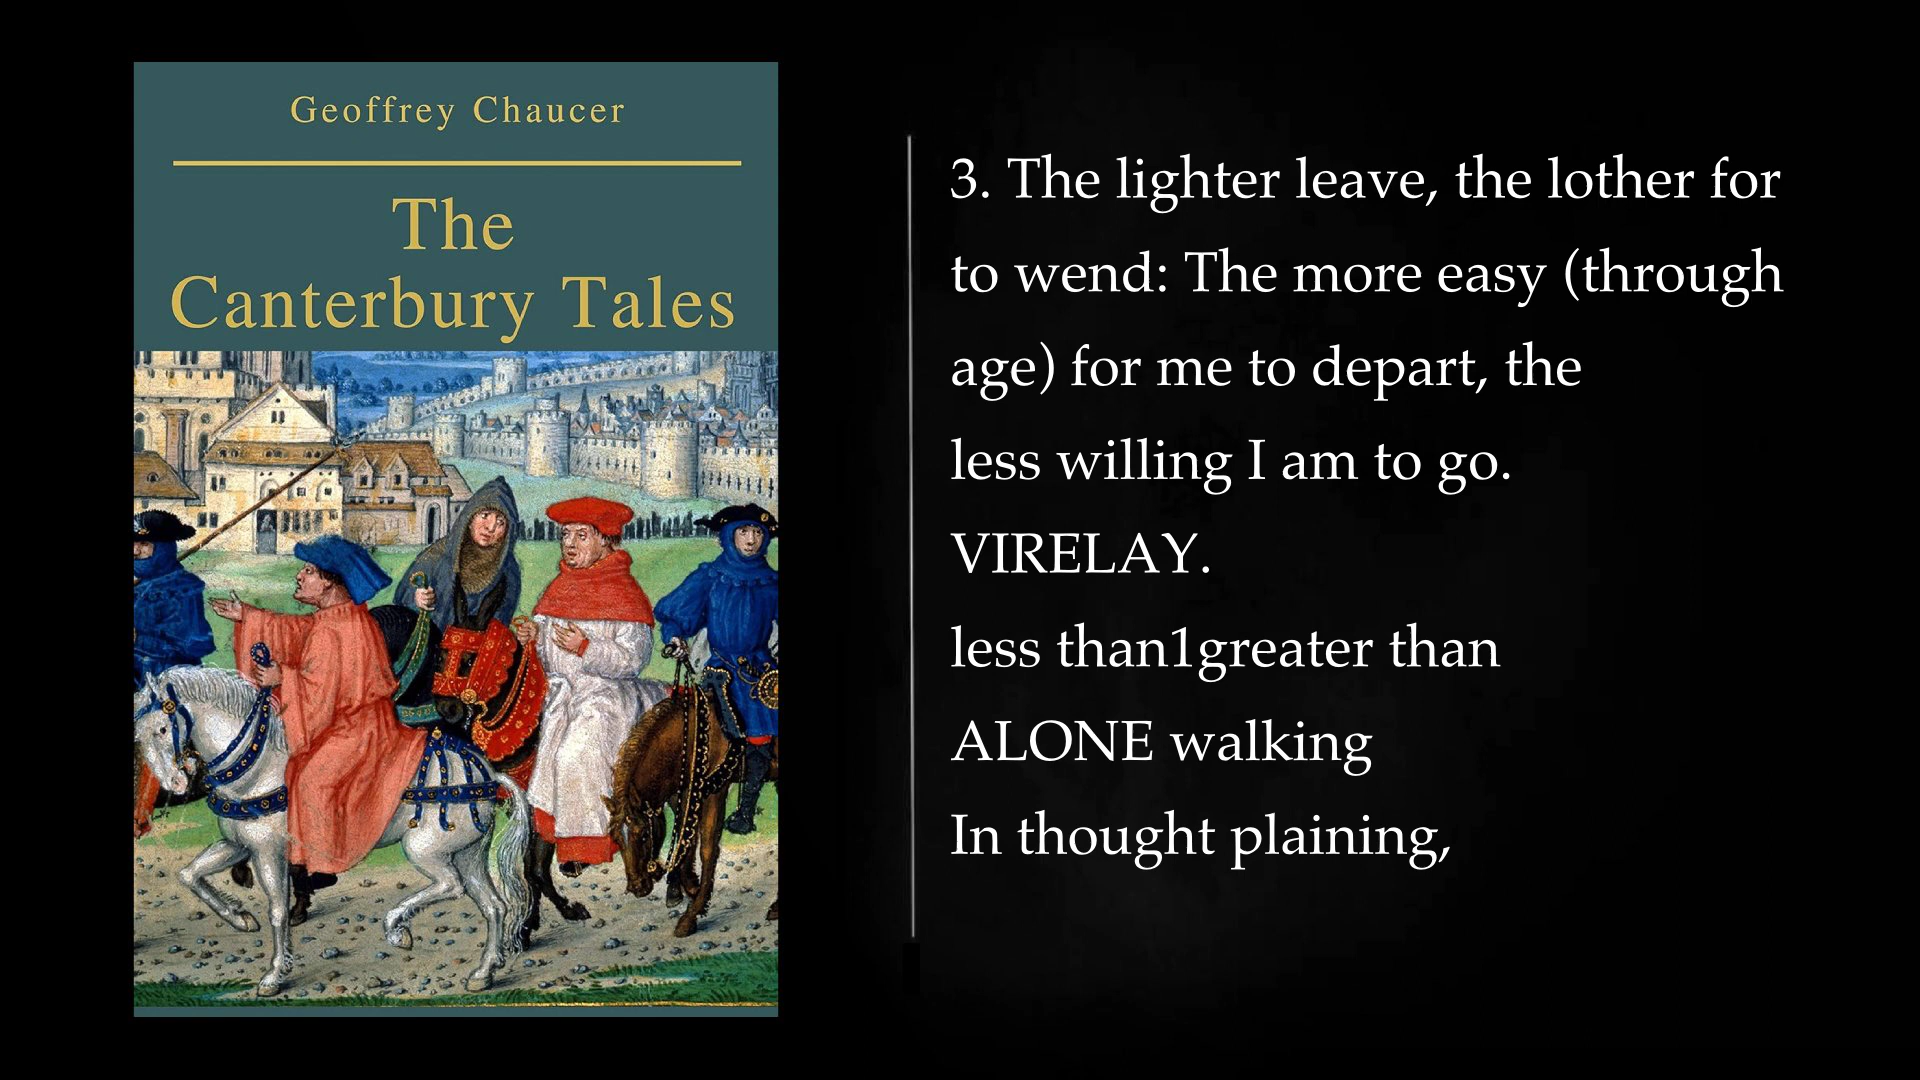 Geoffrey Chaucer
The
Canterbury Tales
3. The lighter leave, the lother for
to wend: The more easy (through
age) for me to depart, the
less willing I am to go.
VIRELAY.
less than1greater than
ALONE walking
In thought plaining,